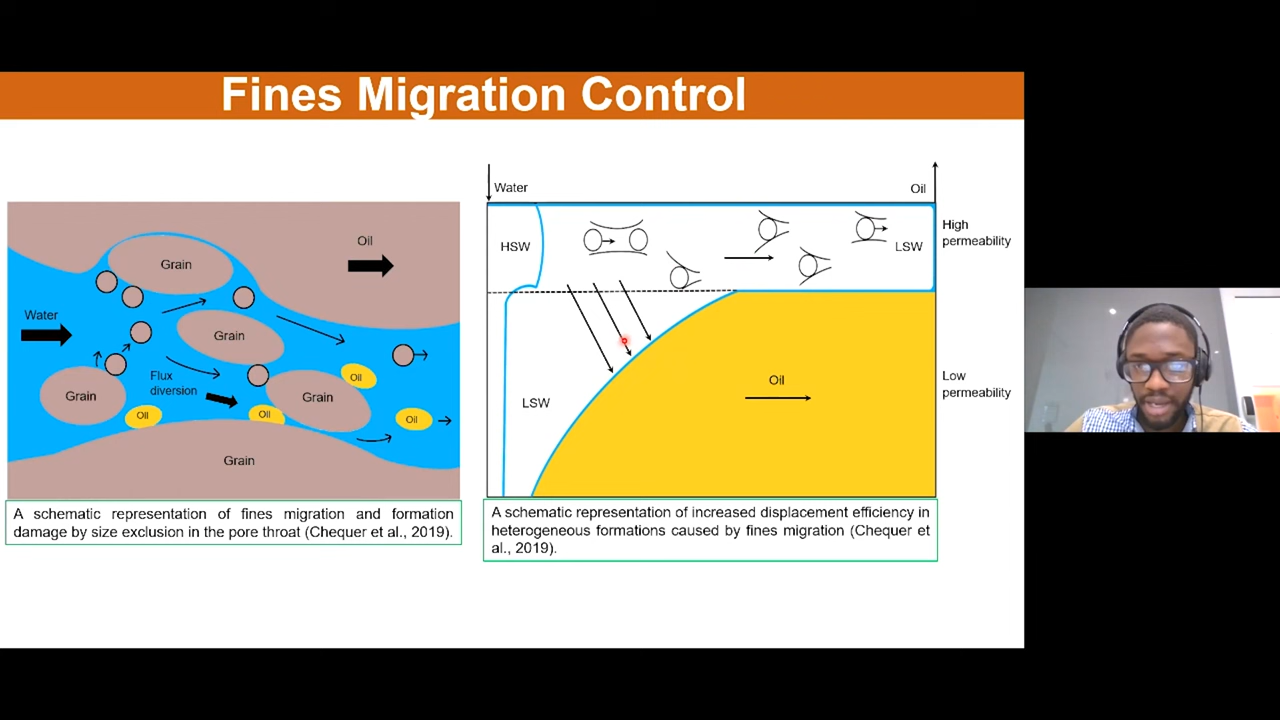 Fines Migration Control
Oil
Grain
Water
Grain
Flux
diversion
Oil
Grain
Grain
Oil
Oil
Oil
Grain
A schematic representation of fines migration and formation
damage by size exclusion in the pore throat (Chequer et al., 2019).
Water
Oil
HSW
LSW
High
permeability
Oil
LSW
Low
permeability
A schematic representation of increased displacement efficiency in
heterogeneous formations caused by fines migration (Chequer et
al., 2019).